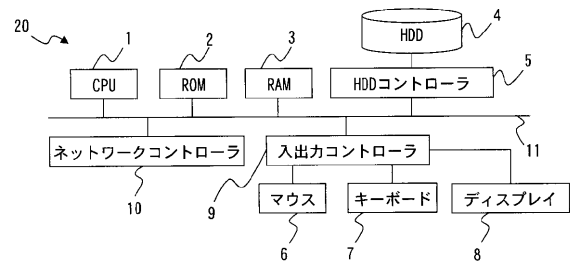 20
1
2
3
HDD
4
CPU
ROM
RAM
HDDコントローラ
5
ネットワークコントローラ
入出力コントローラ
11
10
9
マウス
キーボード
ディスプレイ
6
7
8